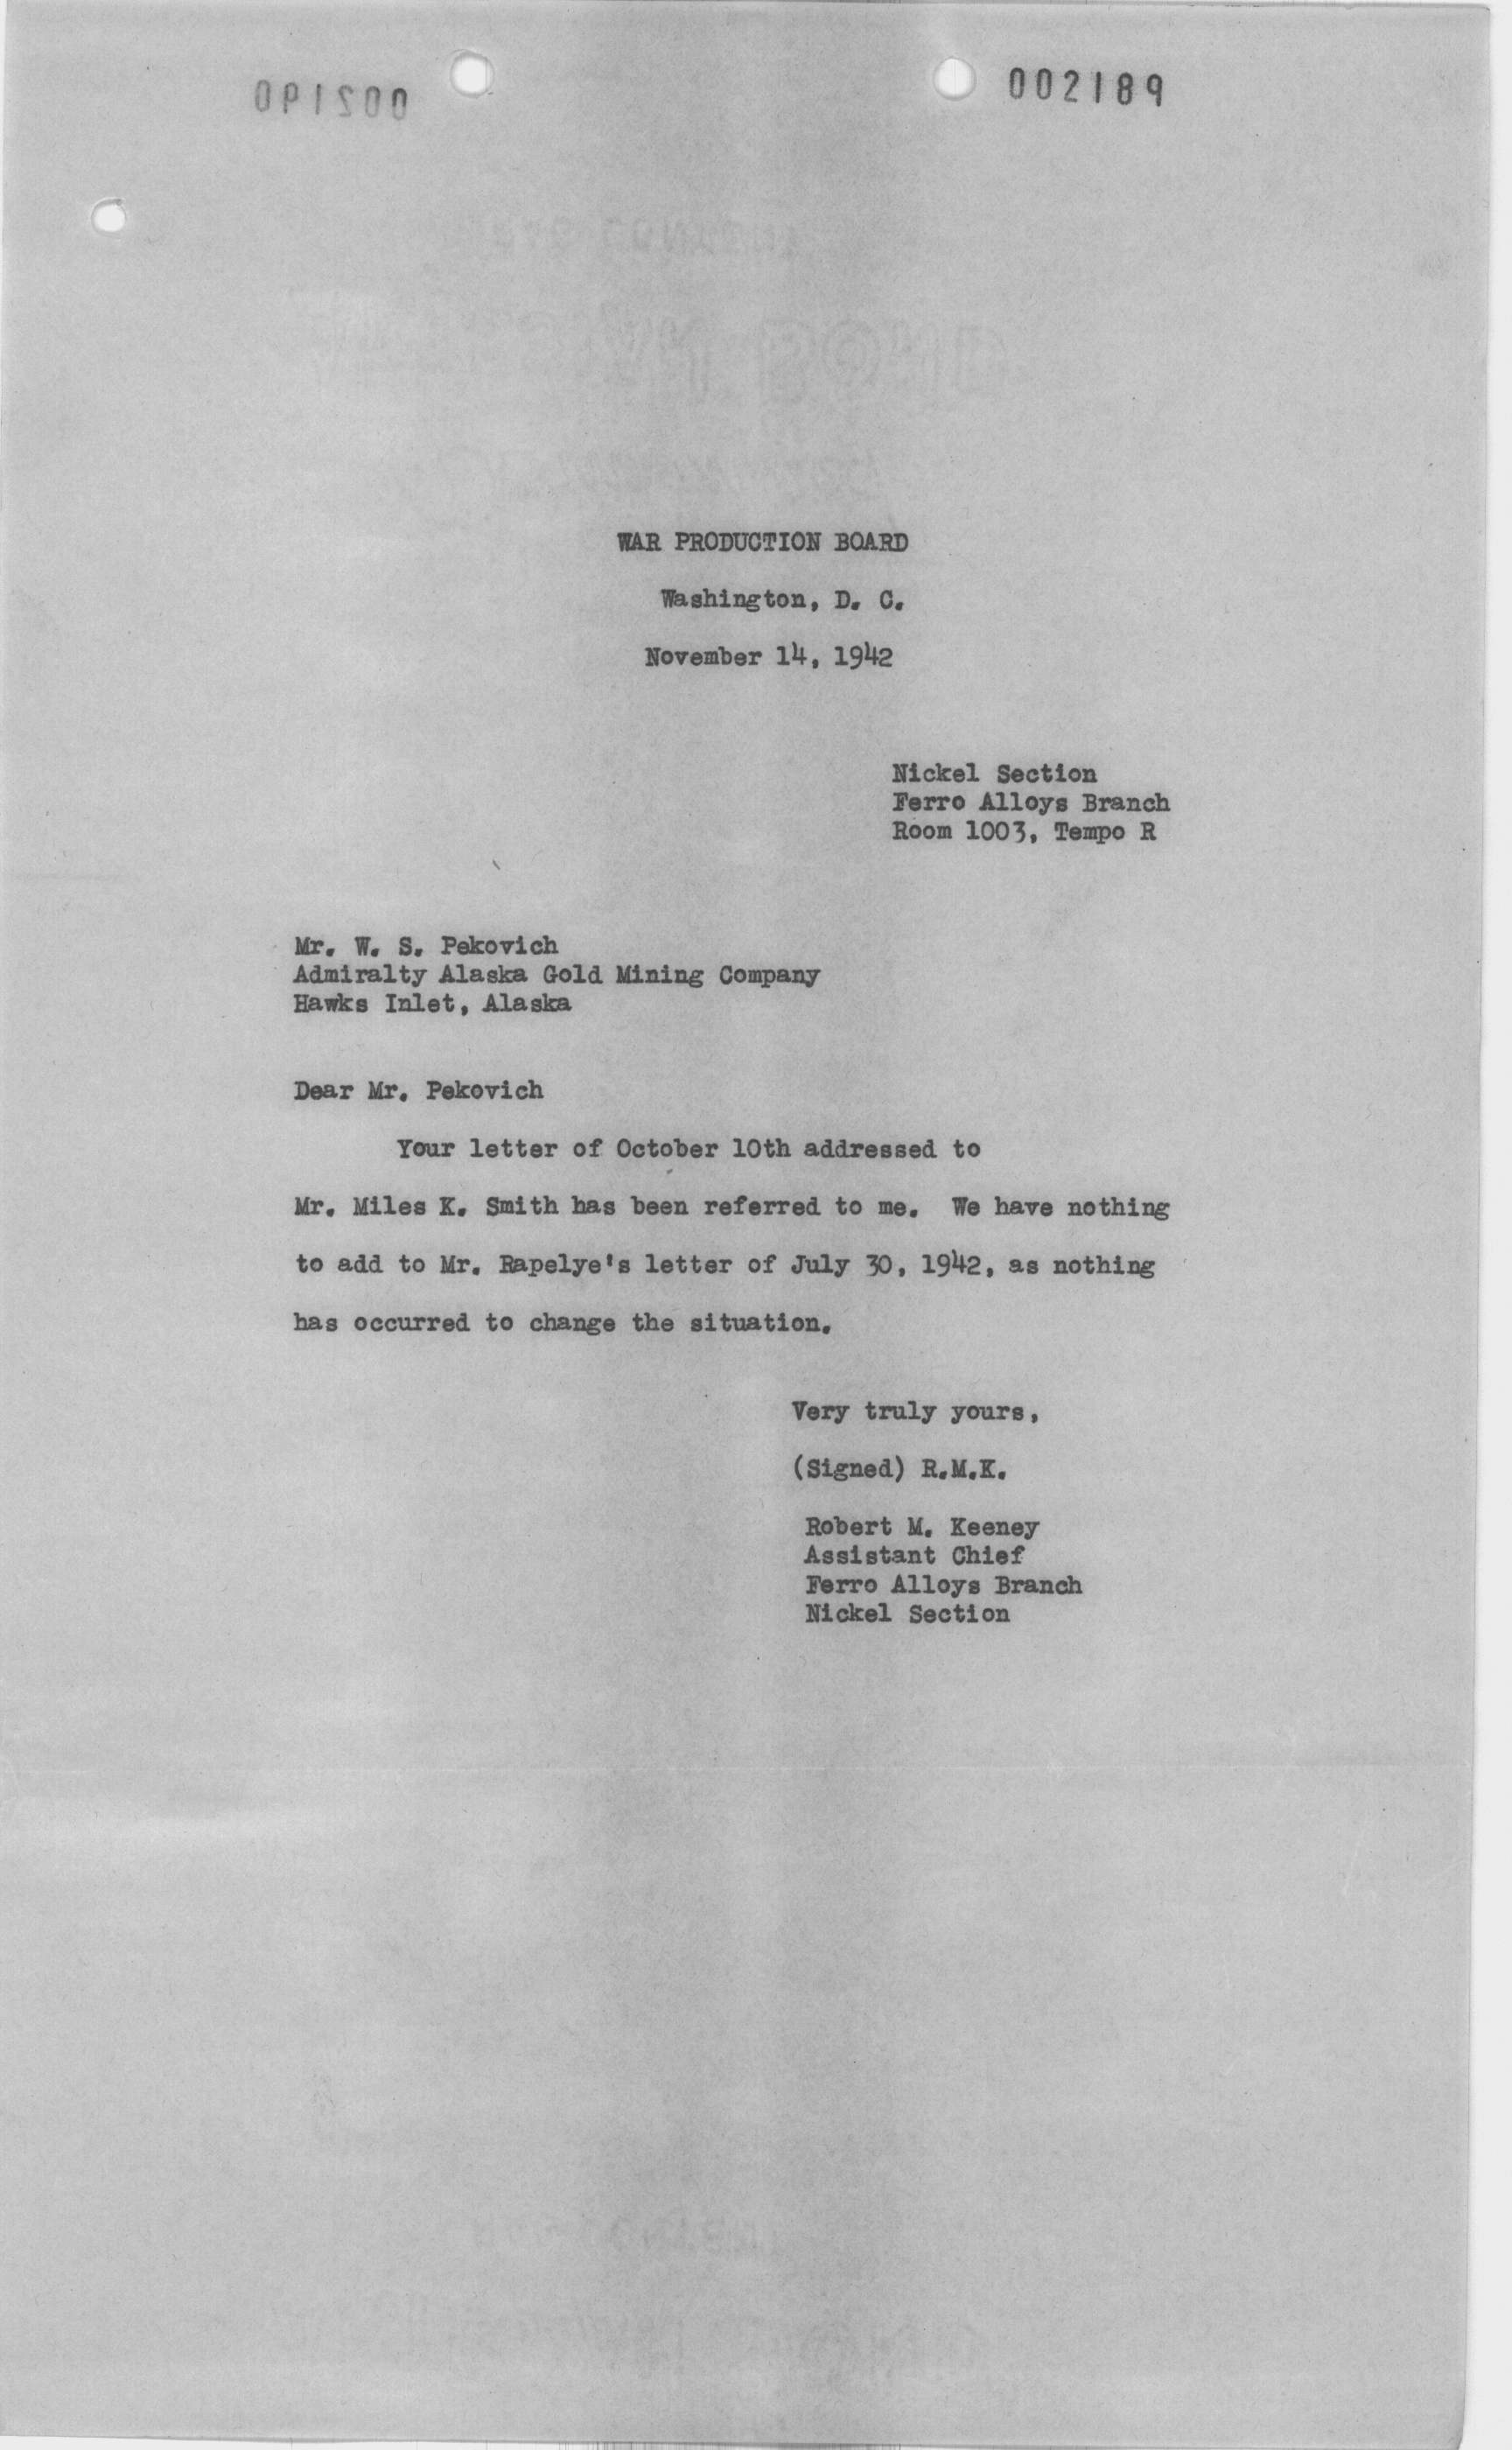 002189
002190
WAR PRODUCTION BOARD
Washington, D. C.
November 14, 1942
Nickel Section
Ferro Alloys Branch
Room 1003, Tempo R
Mr. W. S. Pekovich
Admiralty Alaska Gold Mining Company
Hawks Inlet, Alaska
Dear Mr. Pekovich
Your letter of October 10th addressed to
Mr. Miles K. Smith has been referred to me. We have nothing
to add to Mr. Rapelye's letter of July 30, 1942, as nothing
has occurred to change the situation.
Very truly yours,
(Signed) R.M.K.
Robert M. Keeney
Assistant Chief
Ferro Alloys Branch
Nickel Section